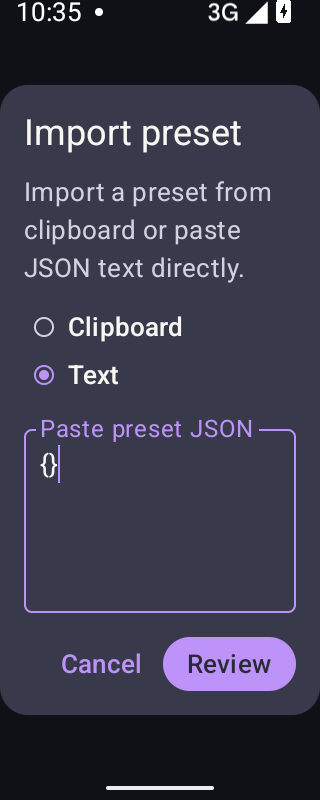 10:35
3G
Import preset
Import a preset from
clipboard or paste
JSON text directly.
Clipboard
Text
Paste preset JSON
{}
Cancel
Review